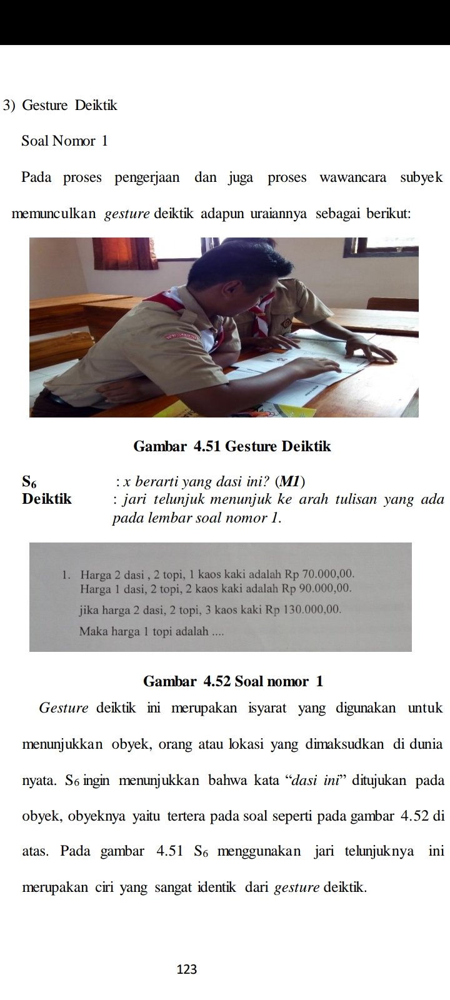 3) Gesture Deiktik
Soal Nomor 1
Pada proses pengerjaan dan juga proses wawancara subyek
memunculkan gesture deiktik adapun uraiannya sebagai berikut:
Gambar 4.51 Gesture Deiktik
S6 : x berarti yang dasi ini? (M1)
Deiktik : jari telunjuk menunjuk ke arah tulisan yang ada
pada lembar soal nomor 1.
1. Harga 2 dasi , 2 topi, 1 kaos kaki adalah Rp 70.000,00.
Harga 1 dasi, 2 topi, 2 kaos kaki adalah Rp 90.000,00.
jika harga 2 dasi, 2 topi, 3 kaos kaki Rp 130.000,00.
Maka harga 1 topi adalah ....
Gambar 4.52 Soal nomor 1
Gesture deiktik ini merupakan isyarat yang digunakan untuk
menunjukkan obyek, orang atau lokasi yang dimaksudkan di dunia
nyata. S6 ingin menunjukkan bahwa kata “dasi ini” ditujukan pada
obyek, obyeknya yaitu tertera pada soal seperti pada gambar 4.52 di
atas. Pada gambar 4.51 S6 menggunakan jari telunjuknya ini
merupakan ciri yang sangat identik dari gesture deiktik.
123